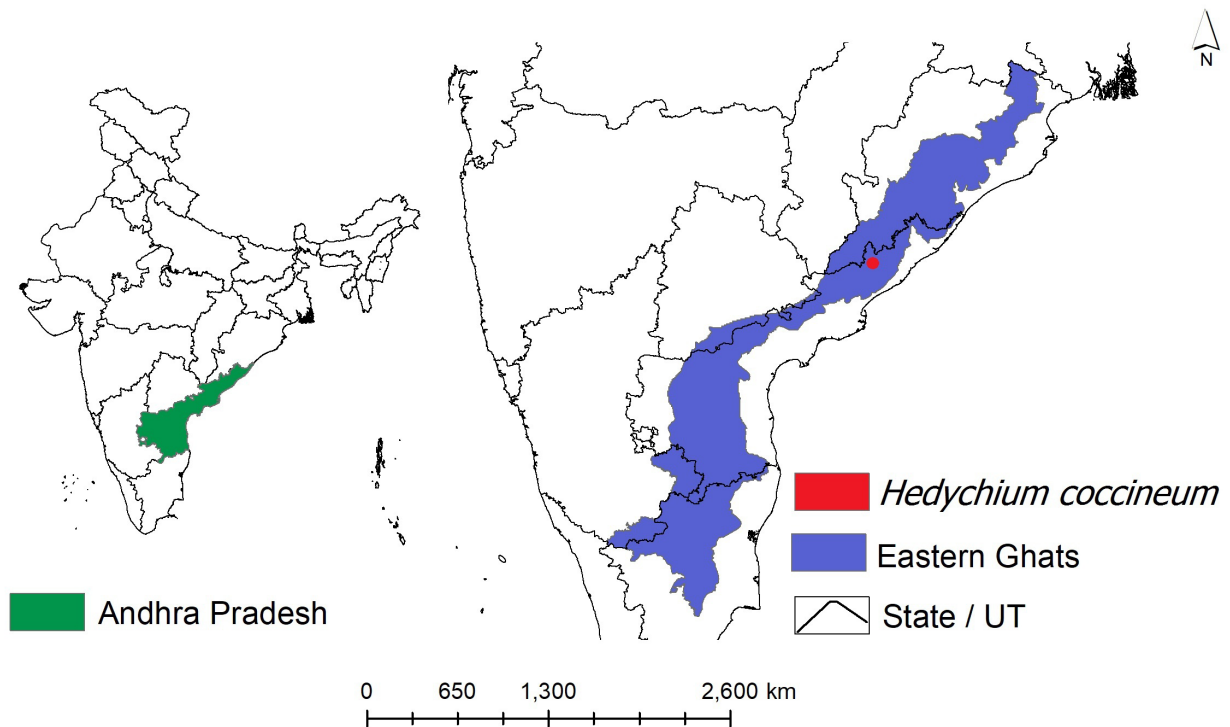 N
Hedychium coccineum
Eastern Ghats
State / UT
Andhra Pradesh
0 650 1,300 2,600 km